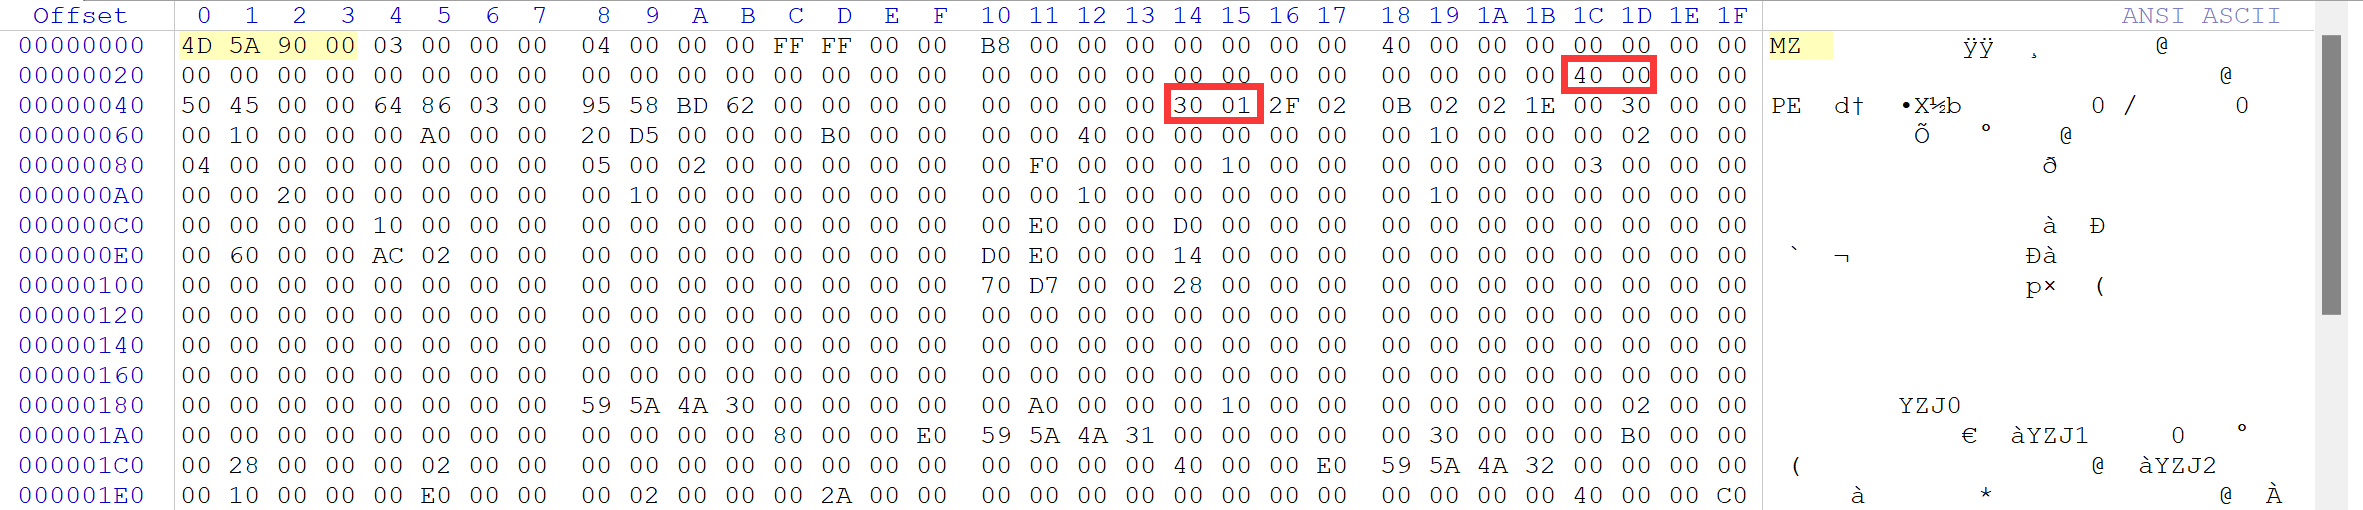 Offset 0 1 2 3 4 5 6 7 8 9 A B C D E F 10 11 12 13 14 15 16 17 18 19 1A 1B 1C 1D 1E 1F ANSI ASCII
00000000 4D 5A 90 00 03 00 00 00 04 00 00 00 FF FF 00 00 B8 00 00 00 00 00 00 00 40 00 00 00 00 00 00 00 MZ ÿÿ ¸ @
00000020 00 00 00 00 00 00 00 00 00 00 00 00 00 00 00 00 00 00 00 00 00 00 00 00 00 00 00 00 40 00 00 00 @
00000040 50 45 00 00 64 86 03 00 95 58 BD 62 00 00 00 00 00 00 00 00 30 01 2F 02 0B 02 02 1E 00 30 00 00 PE d† •X½b 0 / 0
00000060 00 10 00 00 00 A0 00 00 20 D5 00 00 00 B0 00 00 00 00 40 00 00 00 00 00 00 10 00 00 00 02 00 00 Õ ° @
00000080 04 00 00 00 00 00 00 00 05 00 02 00 00 00 00 00 00 F0 00 00 00 10 00 00 00 00 00 00 03 00 00 00 ð
000000A0 00 00 20 00 00 00 00 00 00 10 00 00 00 00 00 00 00 00 10 00 00 00 00 00 00 10 00 00 00 00 00 00
000000C0 00 00 00 00 10 00 00 00 00 00 00 00 00 00 00 00 00 E0 00 00 D0 00 00 00 00 00 00 00 00 00 00 00 à Ð
000000E0 00 60 00 00 AC 02 00 00 00 00 00 00 00 00 00 00 D0 E0 00 00 14 00 00 00 00 00 00 00 00 00 00 00 ` ¬ Ðà
00000100 00 00 00 00 00 00 00 00 00 00 00 00 00 00 00 00 70 D7 00 00 28 00 00 00 00 00 00 00 00 00 00 00 p× (
00000120 00 00 00 00 00 00 00 00 00 00 00 00 00 00 00 00 00 00 00 00 00 00 00 00 00 00 00 00 00 00 00 00
00000140 00 00 00 00 00 00 00 00 00 00 00 00 00 00 00 00 00 00 00 00 00 00 00 00 00 00 00 00 00 00 00 00
00000160 00 00 00 00 00 00 00 00 00 00 00 00 00 00 00 00 00 00 00 00 00 00 00 00 00 00 00 00 00 00 00 00
00000180 00 00 00 00 00 00 00 00 59 5A 4A 30 00 00 00 00 00 A0 00 00 00 10 00 00 00 00 00 00 00 02 00 00 YZJ0
000001A0 00 00 00 00 00 00 00 00 00 00 00 00 80 00 00 E0 59 5A 4A 31 00 00 00 00 00 30 00 00 00 B0 00 00 € àYZJ1 0 °
000001C0 00 28 00 00 00 02 00 00 00 00 00 00 00 00 00 00 00 00 00 00 40 00 00 E0 59 5A 4A 32 00 00 00 00 ( @ àYZJ2
000001E0 00 10 00 00 00 E0 00 00 00 02 00 00 00 2A 00 00 00 00 00 00 00 00 00 00 00 00 00 00 40 00 00 C0 à * @ À